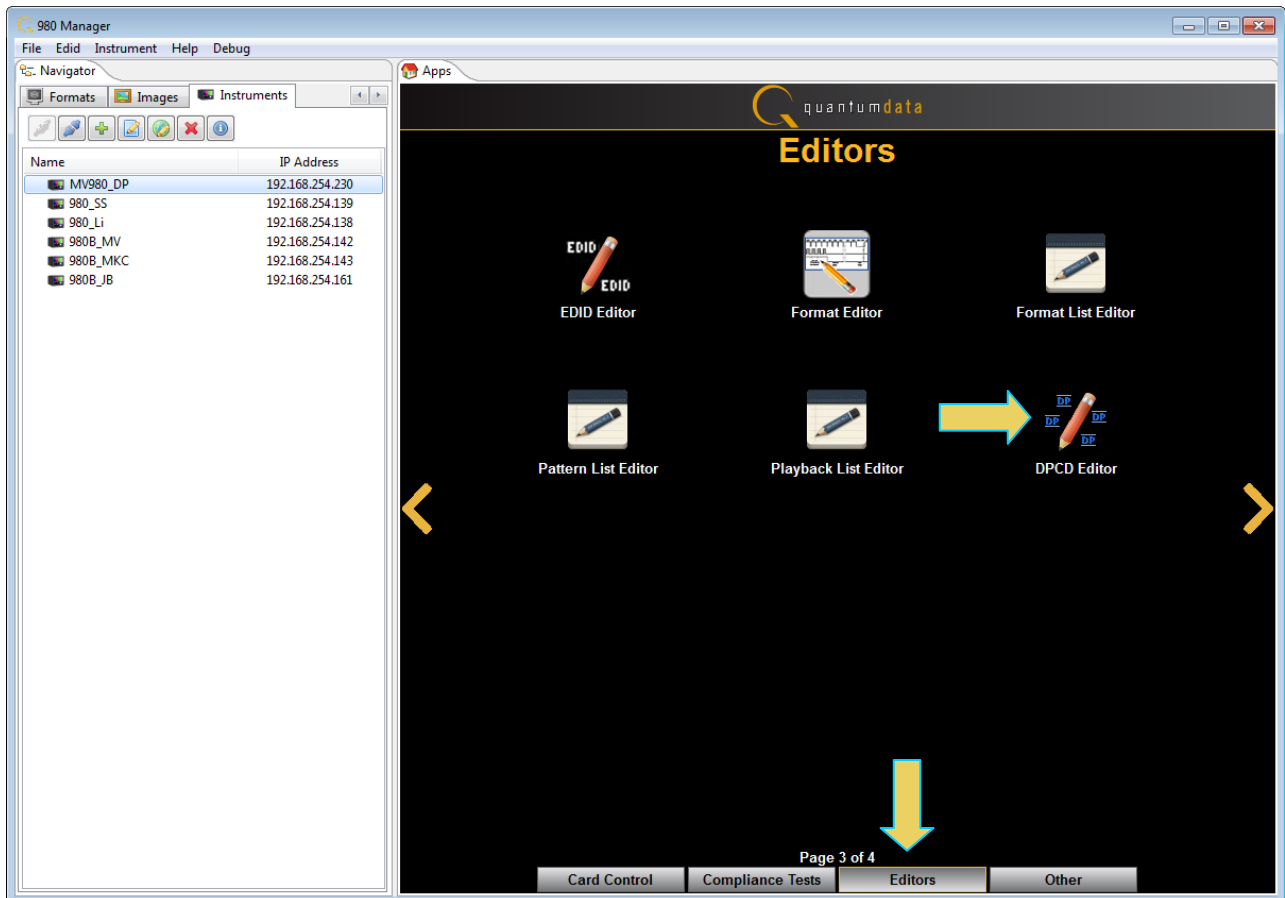 980 Manager
File Edid Instrument Help Debug
Navigator
Apps
Formats Images Instruments
quantumdata
Editors
Name IP Address
MV980_DP 192.168.254.230
980_SS 192.168.254.139
980_Li 192.168.254.138
980B_MV 192.168.254.142
980B_MKC 192.168.254.143
980B_JB 192.168.254.161
EDID
EDID
EDID Editor
Format Editor
Format List Editor
DP
DP
DP
DP
Pattern List Editor
Playback List Editor
DPCD Editor
Page 3 of 4
Card Control Compliance Tests Editors Other